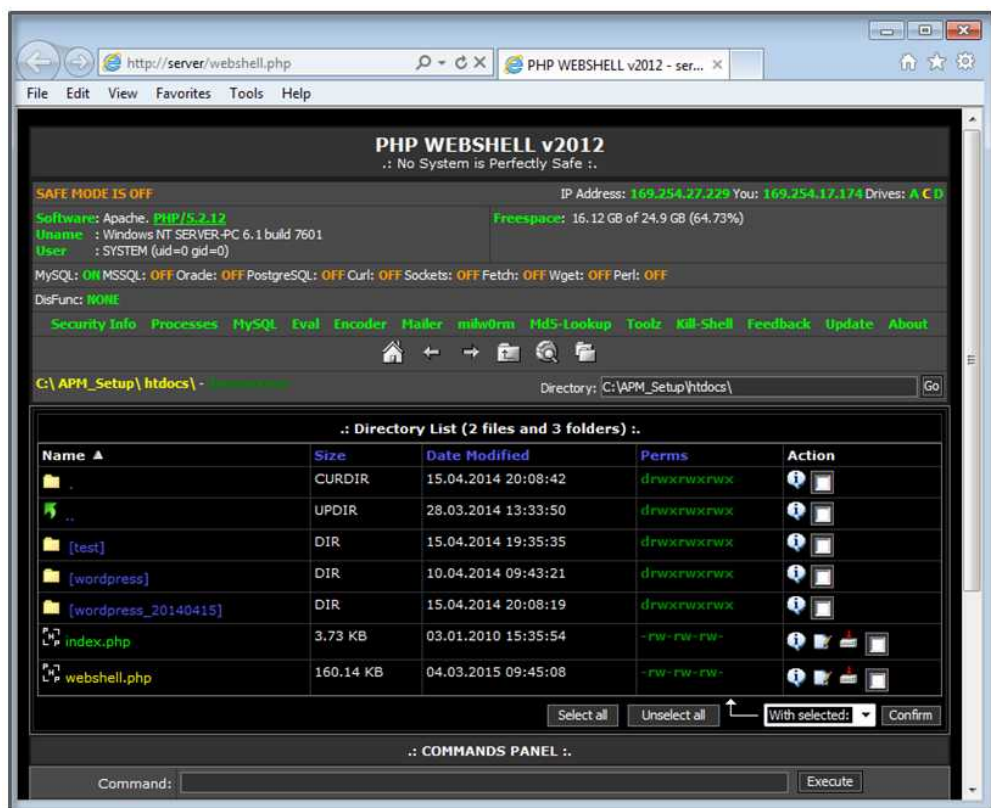 http://server/webshell.php
PHP WEBSHELL v2012 - ser...
File Edit View Favorites Tools Help
PHP WEBSHELL v2012
.: No System is Perfectly Safe :.
SAFE MODE IS OFF IP Address: 169.254.27.229 You: 169.254.17.174 Drives: A C D
Software: Apache. PHP/5.2.12 Freespace: 16.12 GB of 24.9 GB (64.73%)
Uname : Windows NT SERVER-PC 6.1 build 7601
User : SYSTEM (uid=0 gid=0)
MySQL: ON MSSQL: OFF Oracle: OFF PostgreSQL: OFF Curl: OFF Sockets: OFF Fetch: OFF Wget: OFF Perl: OFF
DisFunc: NONE
Security Info Processes MySQL Eval Encoder Mailer milw0rm Md5-Lookup Toolz Kill-Shell Feedback Update About
C:\ APM_Setup\ htdocs\ - Directory: C:\APM_Setup\htdocs\ Go
.: Directory List (2 files and 3 folders) :.
Name Size Date Modified Perms Action
. CURDIR 15.04.2014 20:08:42 drwxrwxrwx
.. UPDIR 28.03.2014 13:33:50 drwxrwxrwx
[test] DIR 15.04.2014 19:35:35 drwxrwxrwx
[wordpress] DIR 10.04.2014 09:43:21 drwxrwxrwx
[wordpress_20140415] DIR 15.04.2014 20:08:19 drwxrwxrwx
index.php 3.73 KB 03.01.2010 15:35:54 -rw-rw-rw-
webshell.php 160.14 KB 04.03.2015 09:45:08 -rw-rw-rw-
Select all Unselect all With selected: Confirm
.: COMMANDS PANEL :.
Command: Execute